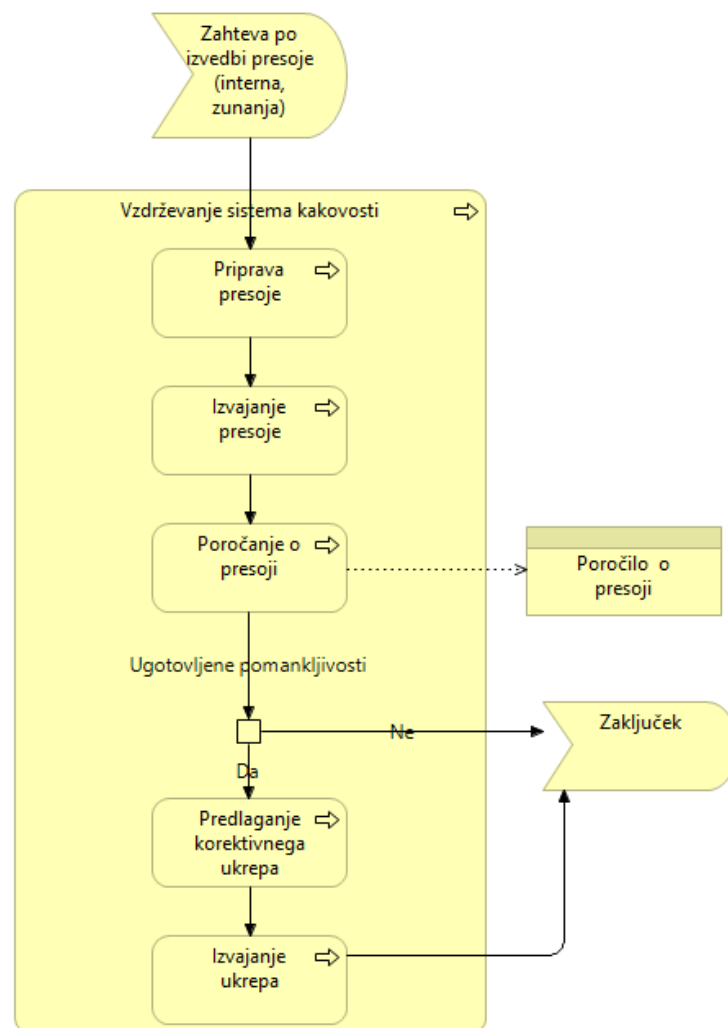 Zahteva po
izvedbi presoje
(interna,
zunanja)
Vzdrževanje sistema kakovosti
Priprava
presoje
Izvajanje
presoje
Poročanje o
presoji
Poročilo o
presoji
Ugotovljene pomankljivosti
Zaključek
Ne
Da
Predlaganje
korektivnega
ukrepa
Izvajanje
ukrepa